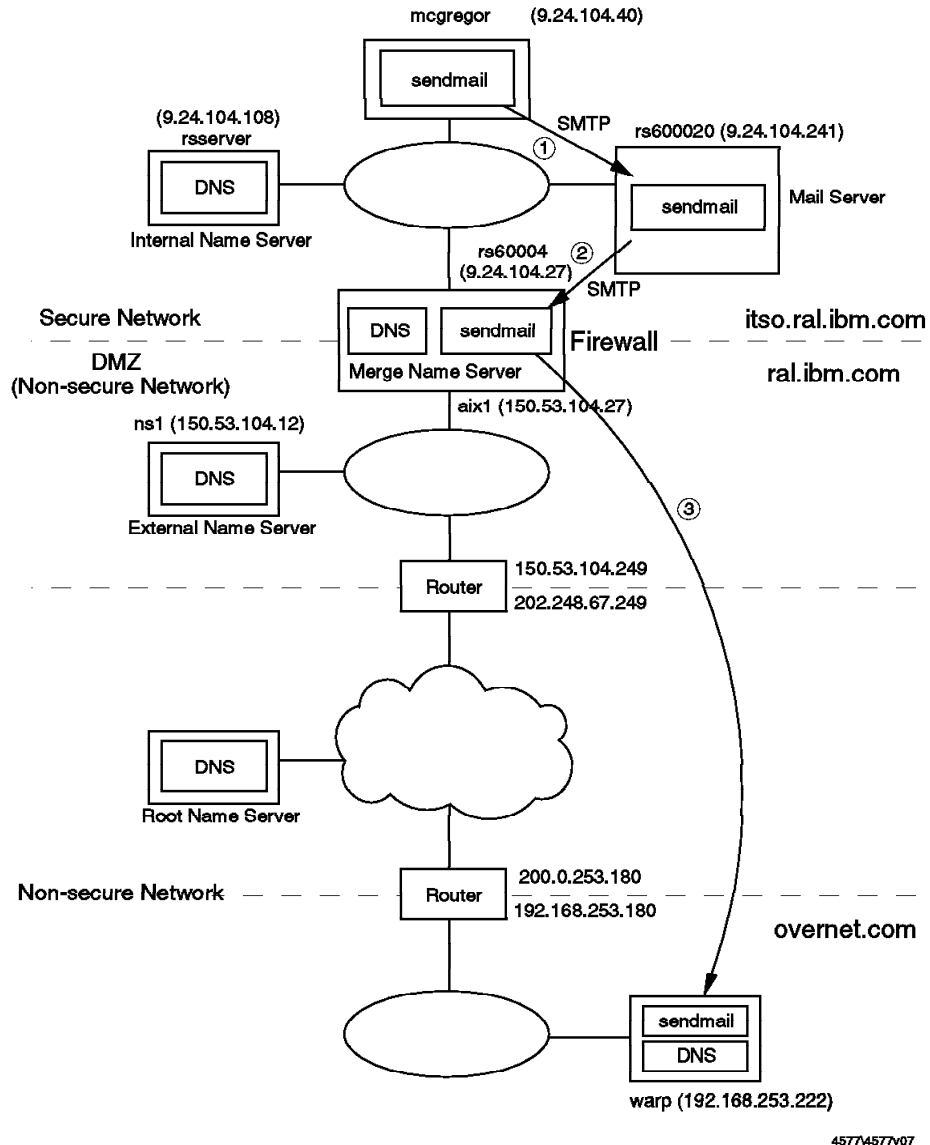 mcgregor (9.24.104.40)
sendmail
(9.24.104.108)
rsserver
SMTP
①
rs600020 (9.24.104.241)
DNS
sendmail
Mail Server
Internal Name Server
rs60004
(9.24.104.27)
②
SMTP
Secure Network
DNS
sendmail
Firewall
itso.ral.ibm.com
DMZ
(Non-secure Network)
Merge Name Server
ral.ibm.com
aix1 (150.53.104.27)
ns1 (150.53.104.12)
DNS
External Name Server
③
Router
150.53.104.249
202.248.67.249
DNS
Root Name Server
Non-secure Network
Router
200.0.253.180
192.168.253.180
overnet.com
sendmail
DNS
warp (192.168.253.222)
4577\4577v07